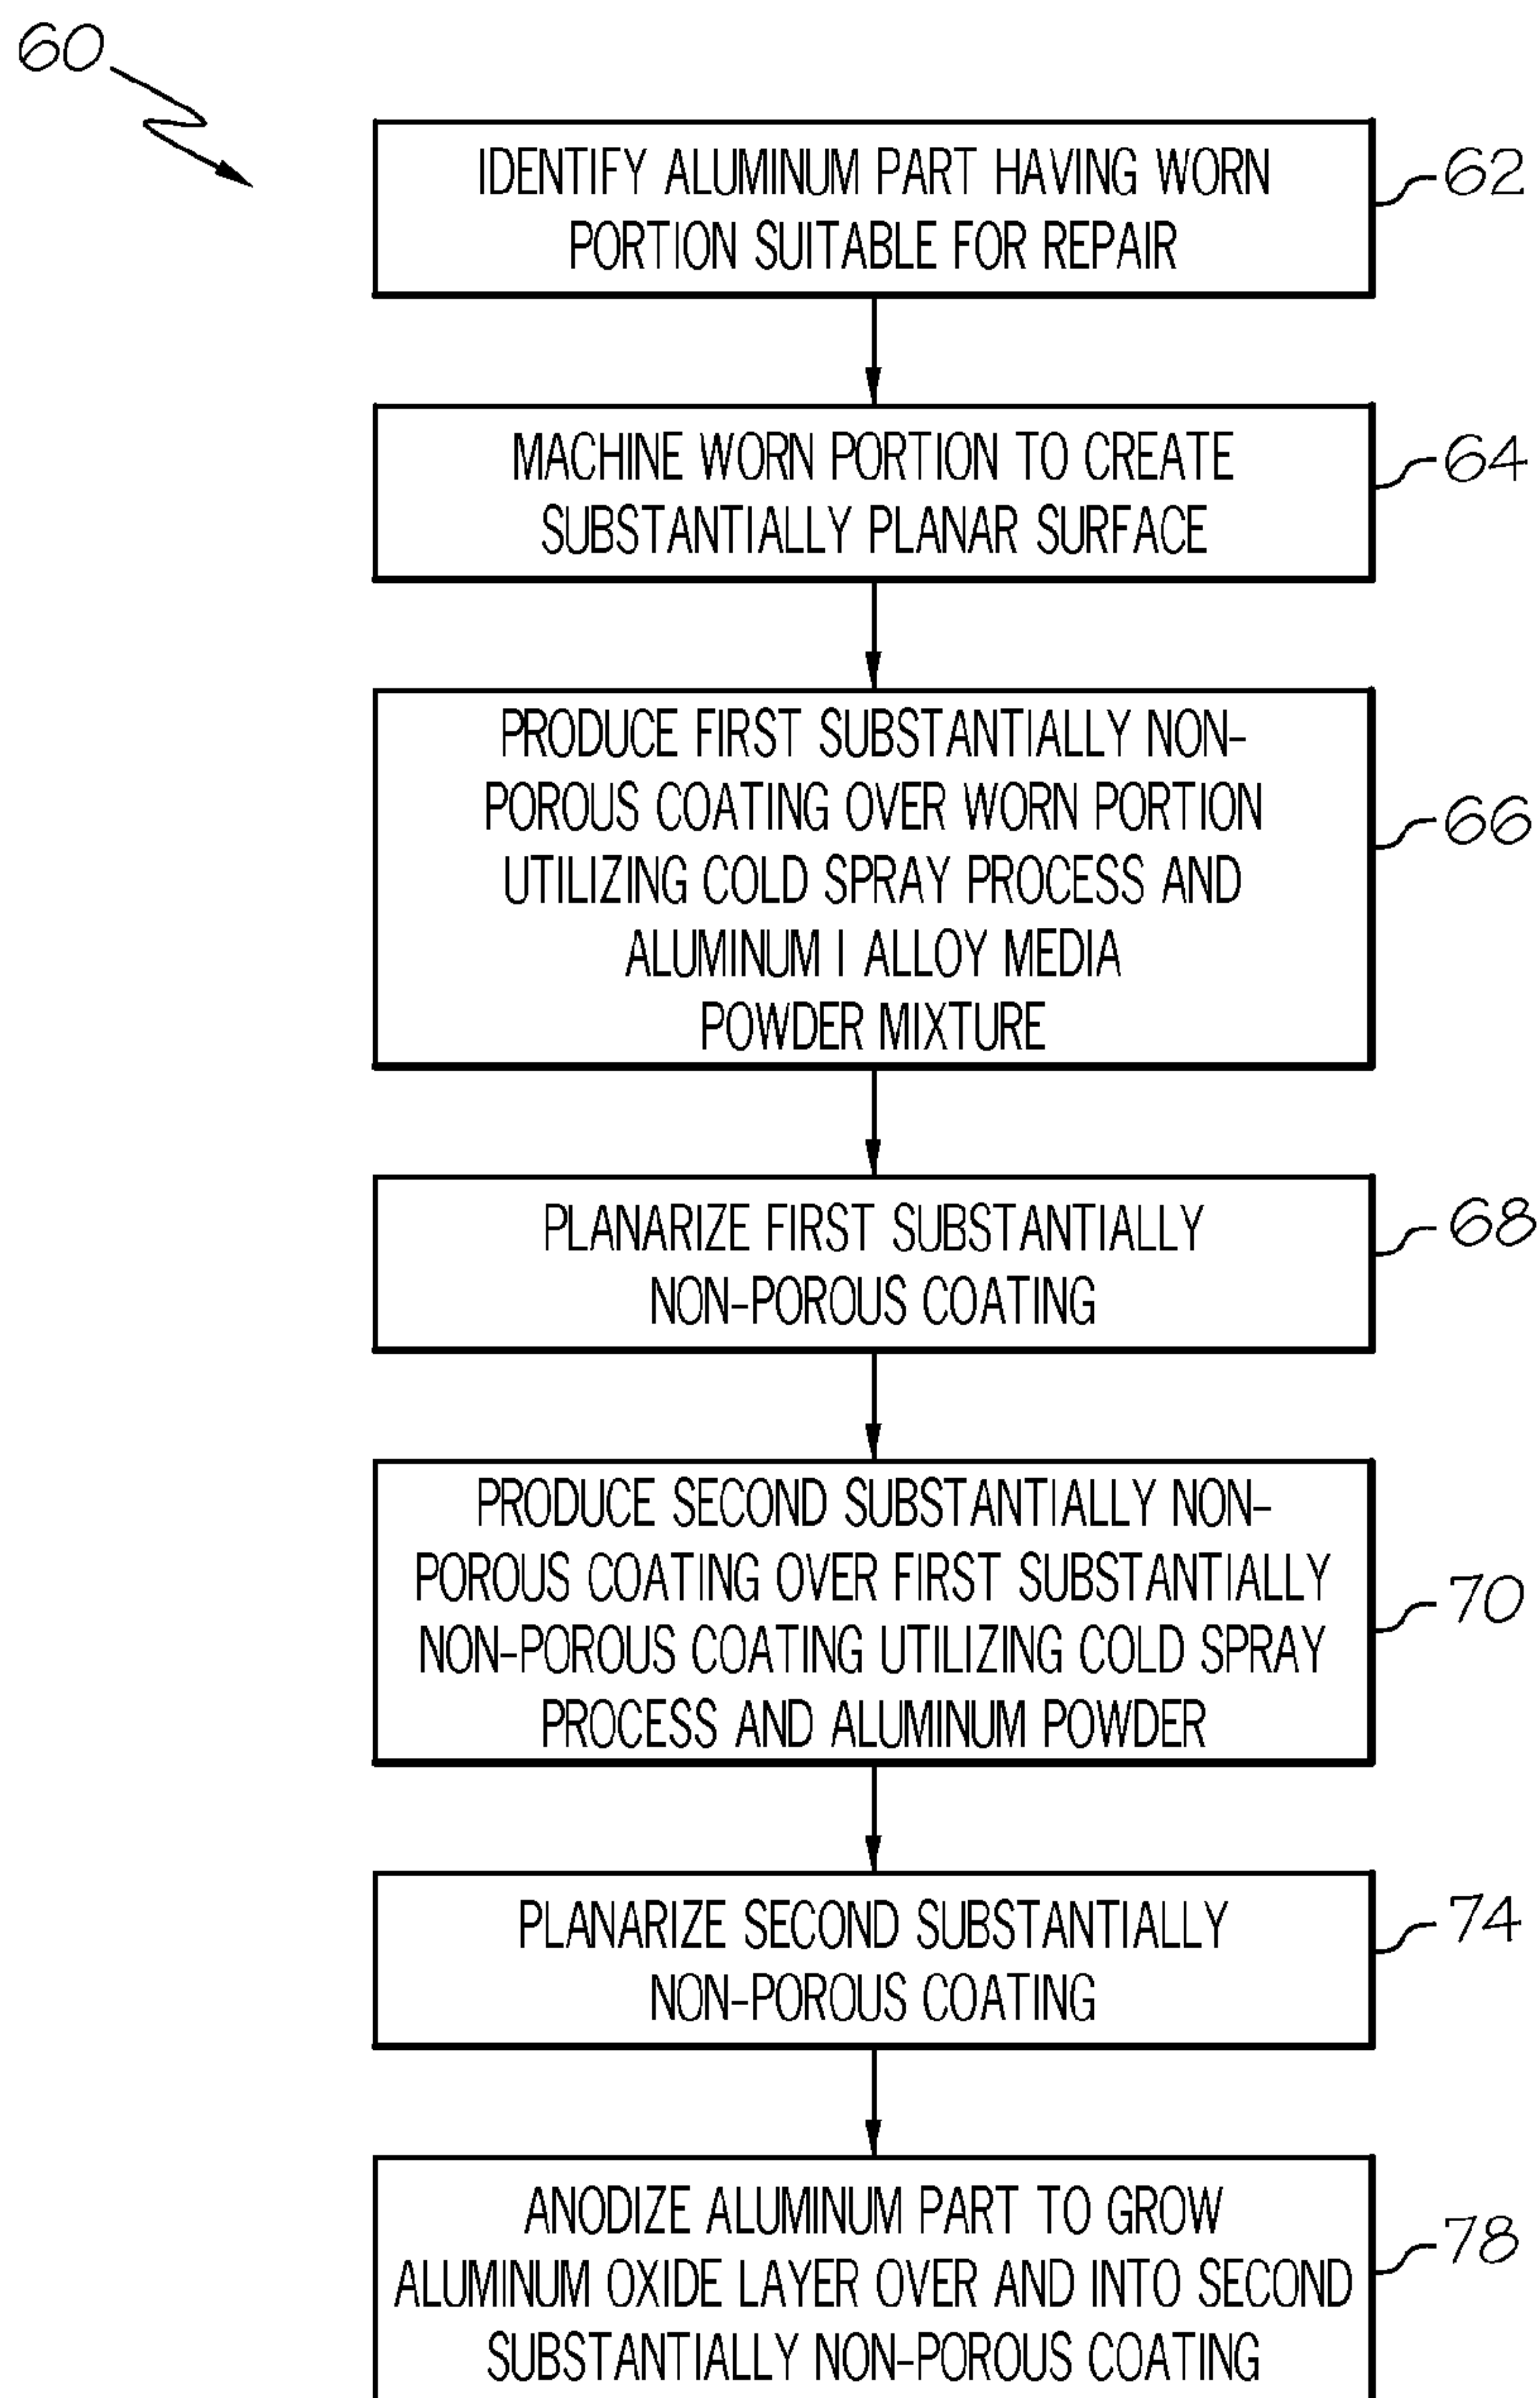 60
IDENTIFY ALUMINUM PART HAVING WORN
PORTION SUITABLE FOR REPAIR
62
MACHINE WORN PORTION TO CREATE
SUBSTANTIALLY PLANAR SURFACE
64
PRODUCE FIRST SUBSTANTIALLY NON-
POROUS COATING OVER WORN PORTION
UTILIZING COLD SPRAY PROCESS AND
ALUMINUM I ALLOY MEDIA
POWDER MIXTURE
66
PLANARIZE FIRST SUBSTANTIALLY
NON-POROUS COATING
68
PRODUCE SECOND SUBSTANTIALLY NON-
POROUS COATING OVER FIRST SUBSTANTIALLY
NON-POROUS COATING UTILIZING COLD SPRAY
PROCESS AND ALUMINUM POWDER
70
PLANARIZE SECOND SUBSTANTIALLY
NON-POROUS COATING
74
ANODIZE ALUMINUM PART TO GROW
ALUMINUM OXIDE LAYER OVER AND INTO SECOND
SUBSTANTIALLY NON-POROUS COATING
78